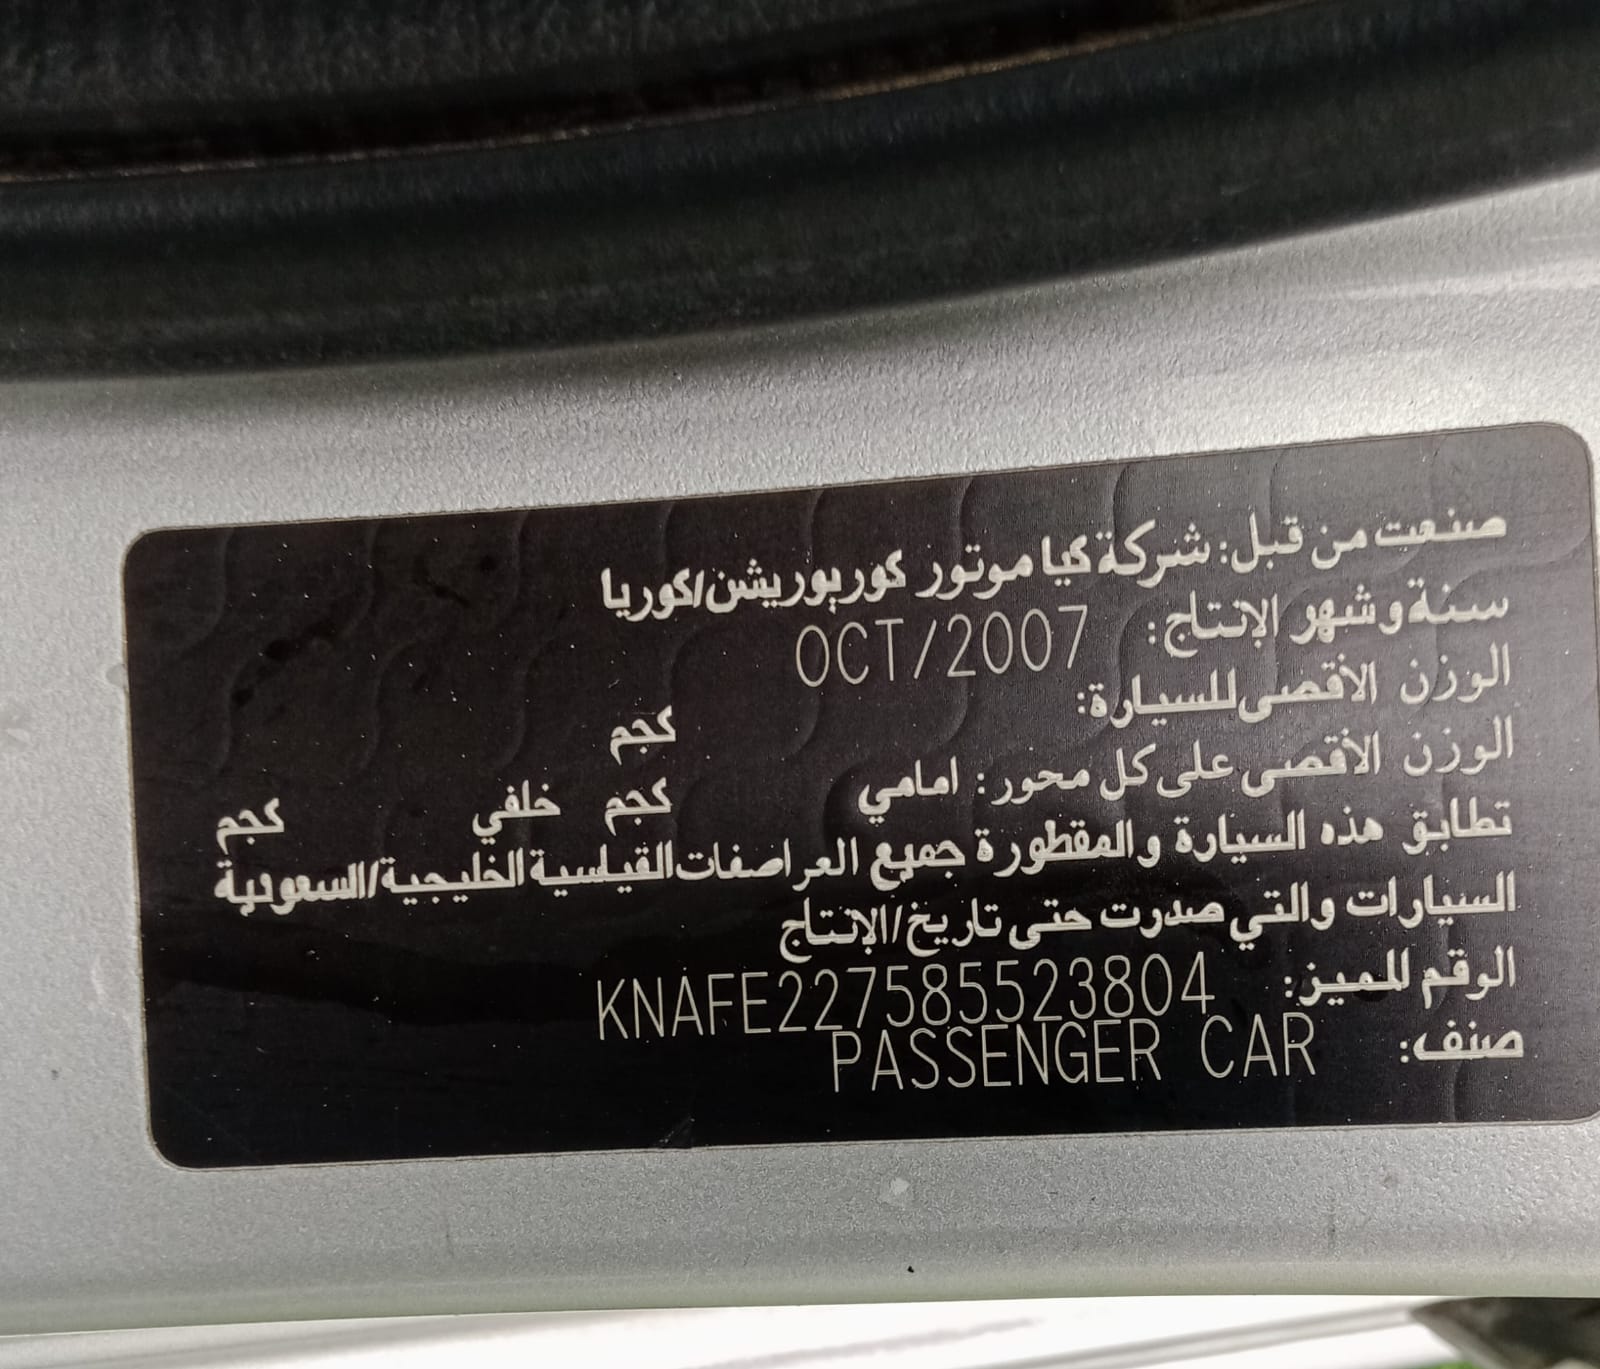 صنعت من قبل: شركة كيا موتور كوربوريشن/كوريا
سنة وشهر الإنتاج: OCT/2007
الوزن الأقصى للسيارة: كجم
الوزن الأقصى على كل محور: امامي كجم خلفي كجم
تطابق هذه السيارة والمقطورة جميع العراصفات القياسية الخليجية/السعودية
السيارات والتي صدرت حتى تاريخ/الإنتاج
الوقم المميز: KNAFE227585523804
صنف: PASSENGER CAR